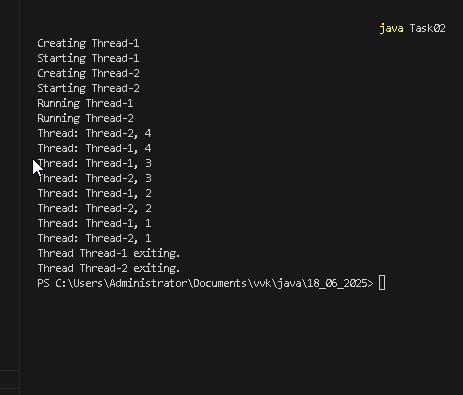 java Task02
Creating Thread-1
Starting Thread-1
Creating Thread-2
Starting Thread-2
Running Thread-1
Running Thread-2
Thread: Thread-2, 4
Thread: Thread-1, 4
Thread: Thread-1, 3
Thread: Thread-2, 3
Thread: Thread-1, 2
Thread: Thread-2, 2
Thread: Thread-1, 1
Thread: Thread-2, 1
Thread Thread-1 exiting.
Thread Thread-2 exiting.
PS C:\Users\Administrator\Documents\vvk\java\18_06_2025>